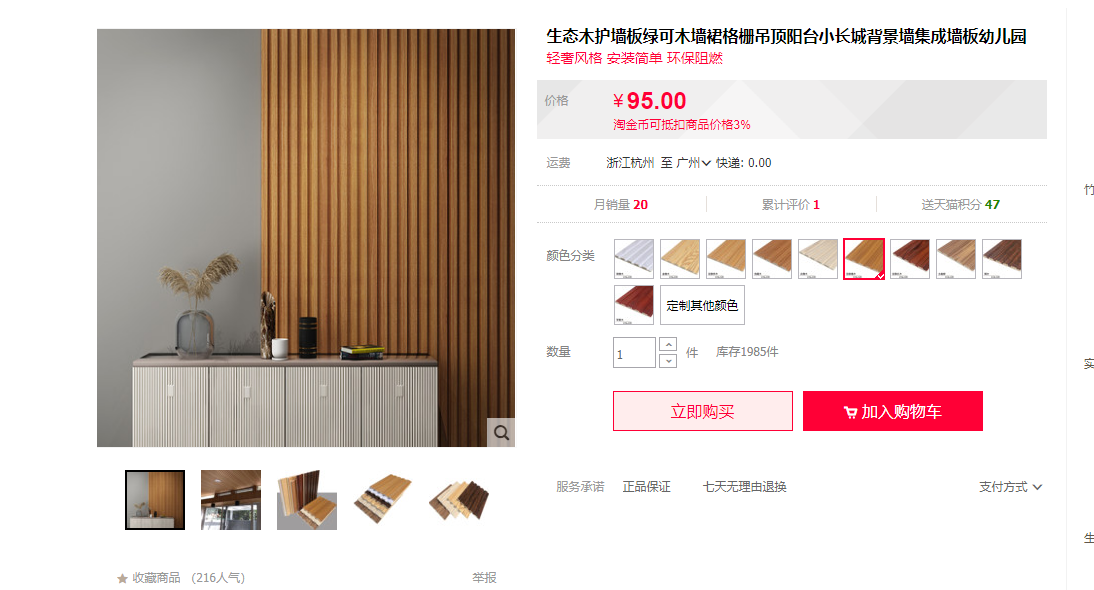 生态木护墙板绿可木墙裙格栅吊顶阳台小长城背景墙集成墙板幼儿园
轻奢风格 安装简单 环保阻燃
价格 ¥95.00
淘金币可抵扣商品价格3%
运费 浙江杭州 至 广州 快递: 0.00
月销量 20 累计评价 1 送天猫积分 47
颜色分类
定制其他颜色
数量 1 件 库存1985件
立即购买 加入购物车
服务承诺 正品保证 七天无理由退换 支付方式
收藏商品 (216人气) 举报
竹
实
生